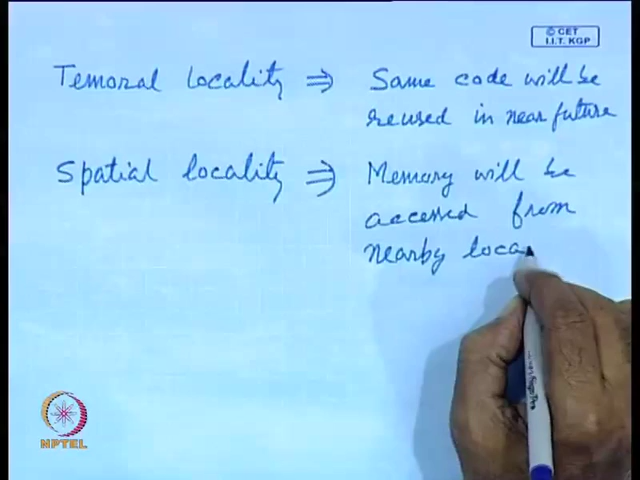 © CET
I.I.T. KGP
Temoral locality ⇒ Same code will be
reused in near future
Spatial locality ⇒ Memory will be
accessed from
nearby loca
NPTEL